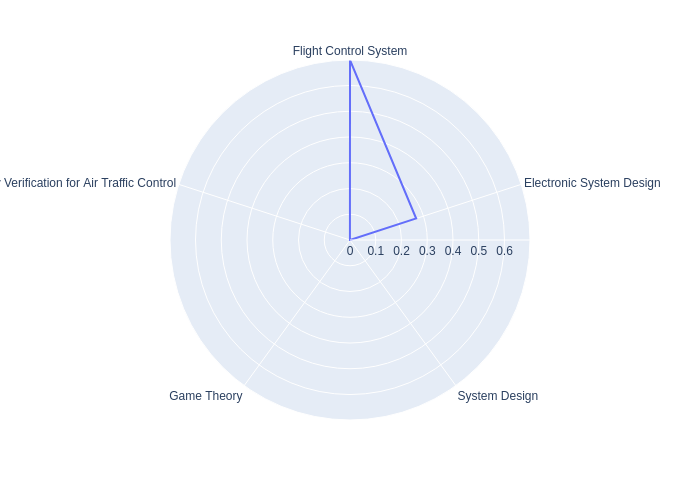 Flight Control System
Verification for Air Traffic Control
Electronic System Design
0 0.1 0.2 0.3 0.4 0.5 0.6
Game Theory
System Design